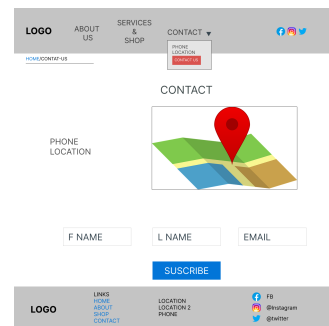 LOGO
ABOUT
US
SERVICES
&
SHOP
CONTACT
PHONE
LOCATION
CONTACT US
HOME/CONTAT-US
CONTACT
PHONE
LOCATION
F NAME
L NAME
EMAIL
SUSCRIBE
LOGO
LINKS
HOME
ABOUT
SHOP
CONTACT
LOCATION
LOCATION 2
PHONE
FB
@Instagram
@twitter